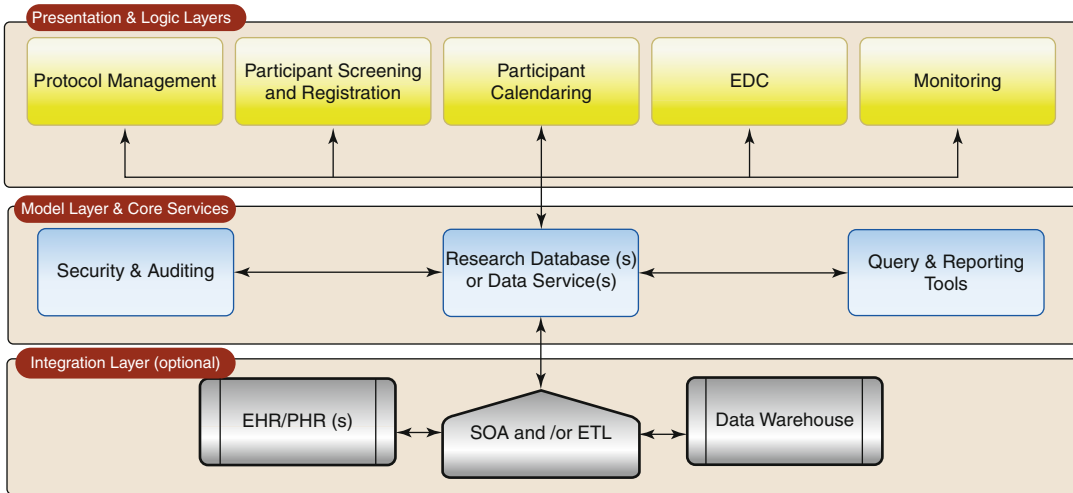 Presentation & Logic Layers
Protocol Management
Participant Screening
and Registration
Participant
Calendaring
EDC
Monitoring
Model Layer & Core Services
Security & Auditing
Research Database (s)
or Data Service(s)
Query & Reporting
Tools
Integration Layer (optional)
EHR/PHR (s)
SOA and /or ETL
Data Warehouse